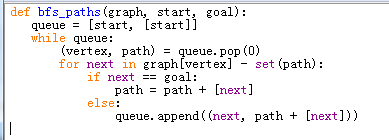 def bfs_paths(graph, start, goal):
    queue = [start, [start]]
    while queue:
        (vertex, path) = queue.pop(0)
        for next in graph[vertex] - set(path):
            if next == goal:
                path = path + [next]
            else:
                queue.append((next, path + [next]))